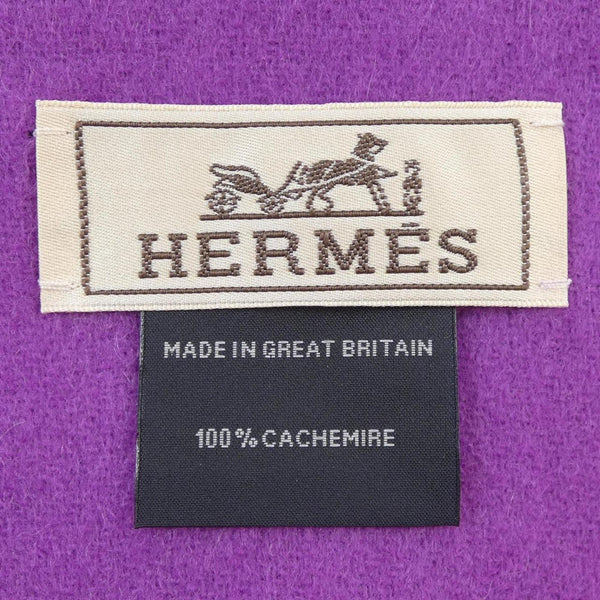 HERMÈS
MADE IN GREAT BRITAIN
100% CACHEMIRE